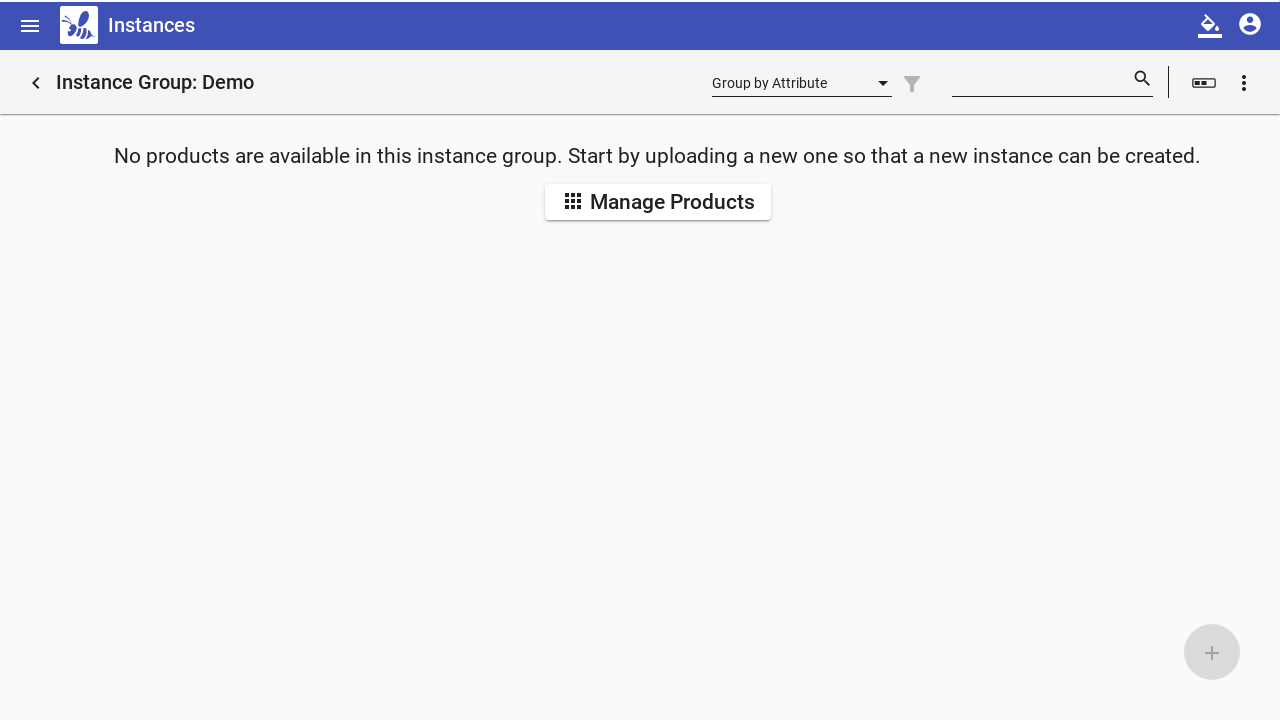 Instances
Instance Group: Demo
Group by Attribute
No products are available in this instance group. Start by uploading a new one so that a new instance can be created.
Manage Products